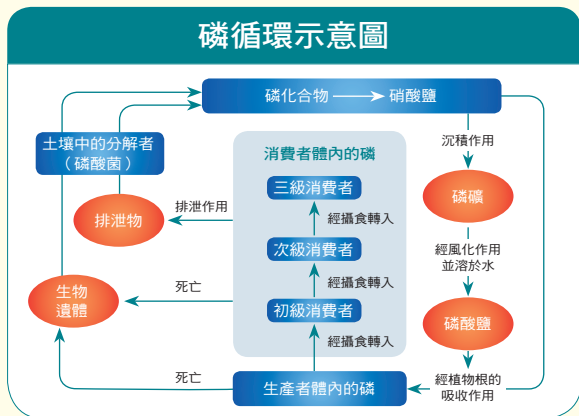 磷循環示意圖
磷化合物 硝酸鹽
土壤中的分解者
（磷酸菌）
消費者體內的磷
沉積作用
三級消費者
磷礦
排泄物
排泄作用
經攝食轉入
次級消費者
經風化作用
並溶於水
生物
遺體
死亡
經攝食轉入
初級消費者
磷酸鹽
經攝食轉入
死亡
生產者體內的磷
經植物根的
吸收作用